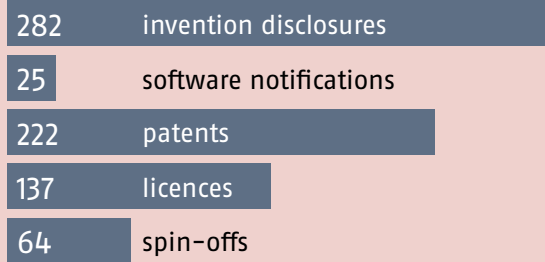 282 invention disclosures
25 software notifications
222 patents
137 licences
64 spin-offs